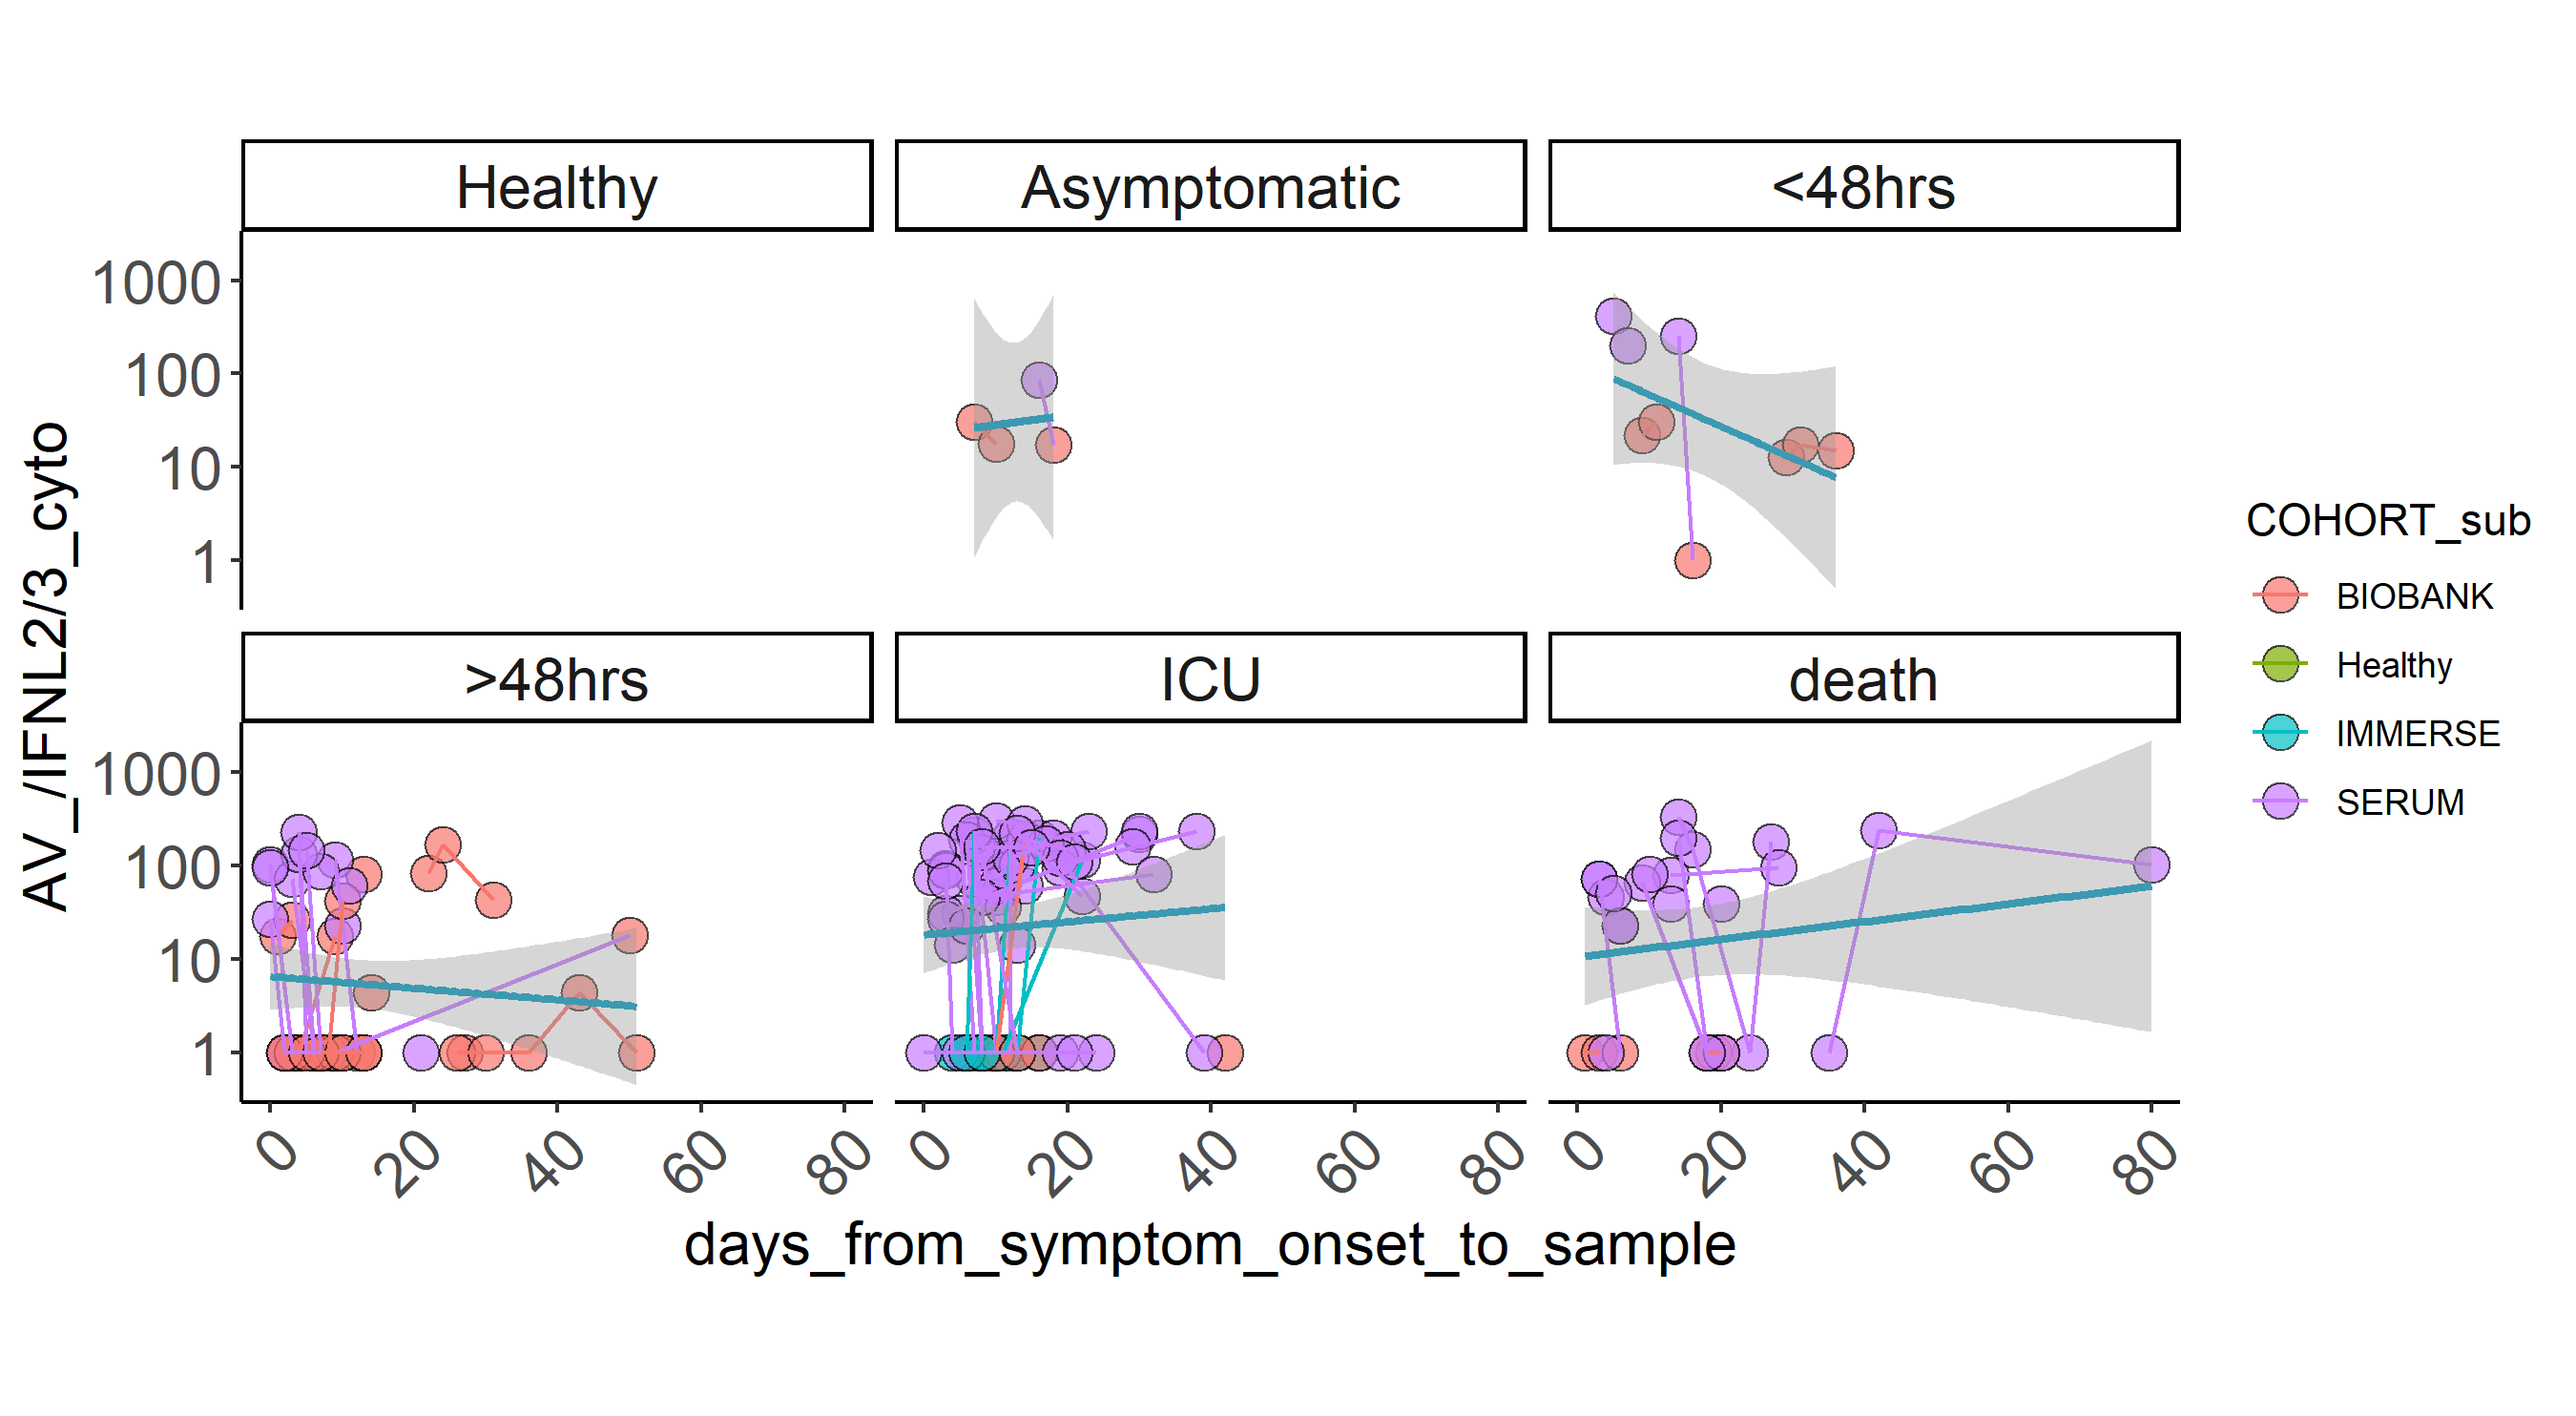 Healthy
Asymptomatic
<48hrs
1000
100
10
1
>48hrs
ICU
death
1000
100
10
1
0 20 40 60 80
0 20 40 60 80
0 20 40 60 80
days_from_symptom_onset_to_sample
AV_/IFNL2/3_cyto
COHORT_sub
BIOBANK
Healthy
IMMERSE
SERUM